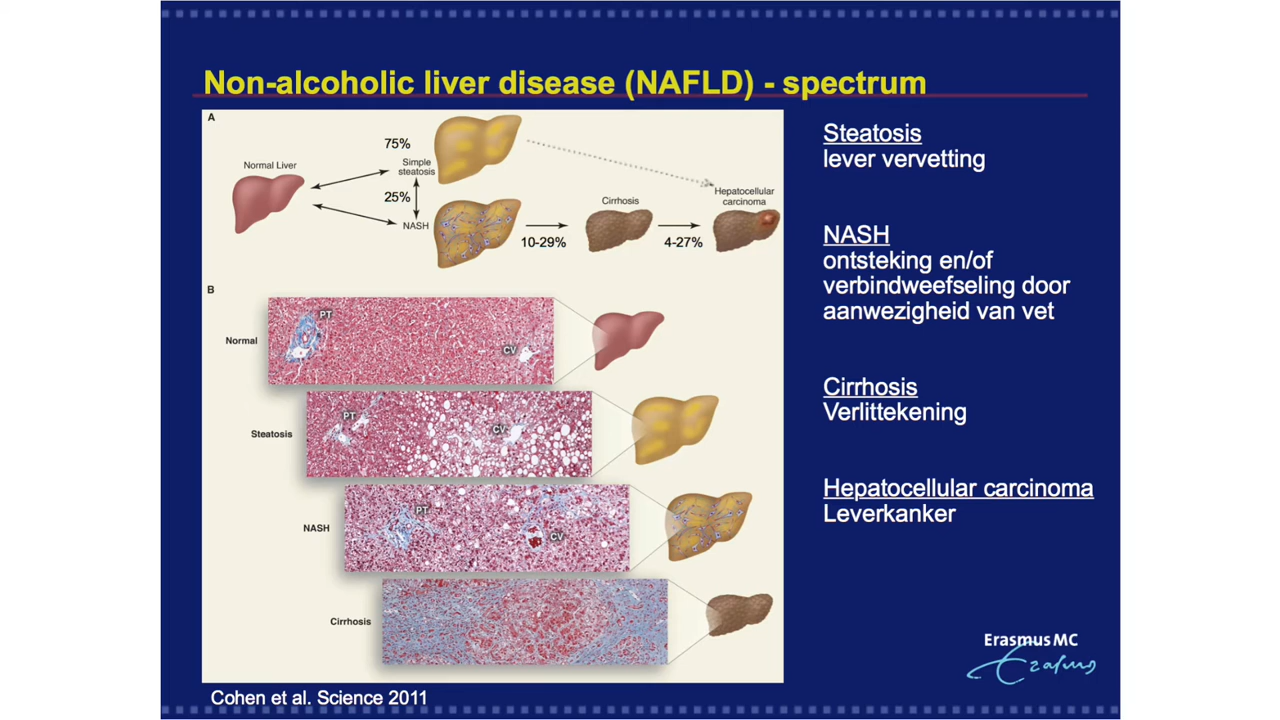 Non-alcoholic liver disease (NAFLD) - spectrum
A
Normal Liver
75%
Simple
steatosis
25%
NASH
10-29%
Cirrhosis
4-27%
Hepatocellular
carcinoma
B
Normal
PT
CV
Steatosis
PT
CV
NASH
PT
CV
Cirrhosis
Steatosis
lever vervetting
NASH
ontsteking en/of
verbindweefseling door
aanwezigheid van vet
Cirrhosis
Verlittekening
Hepatocellular carcinoma
Leverkanker
Erasmus MC
Erasmus
Cohen et al. Science 2011